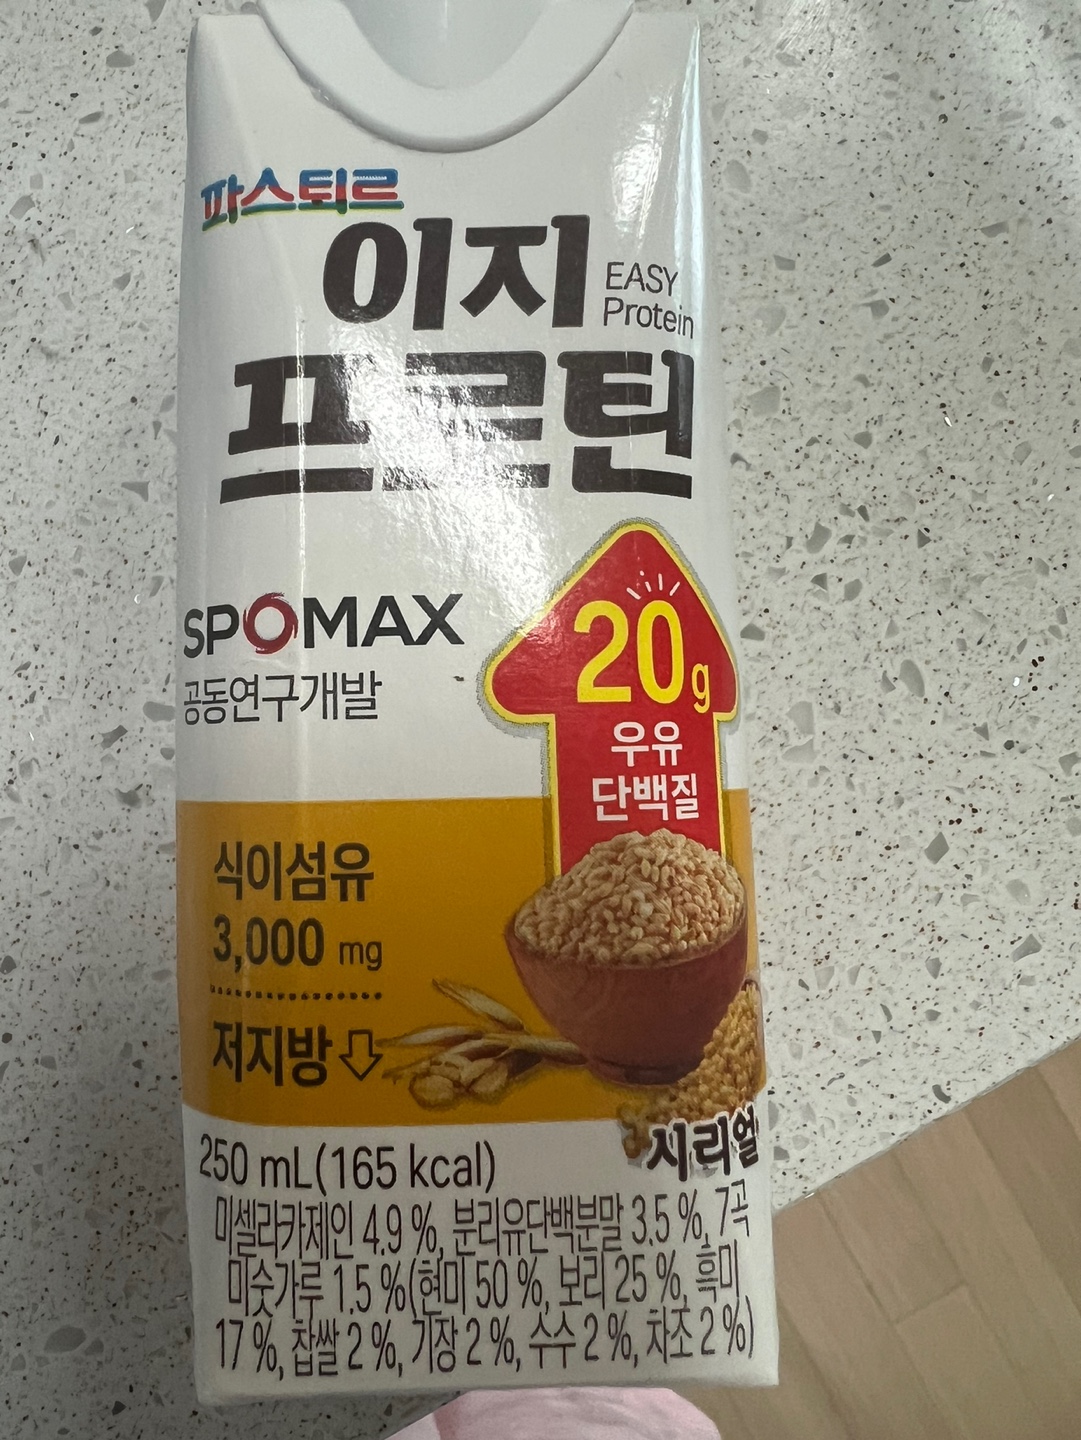 파스퇴르
이지
EASY
Protein
프로틴
SPOMAX
공동연구개발
20g
우유
단백질
식이섬유
3,000 mg
저지방
시리얼
250 mL(165 kcal)
미셀라카제인 4.9 %, 분리유단백분말 3.5 %, 7곡
미숫가루 1.5 %(현미 50 %, 보리 25 %, 흑미
17 %, 찹쌀 2 %, 기장 2 %, 수수 2 %, 차조 2 %)